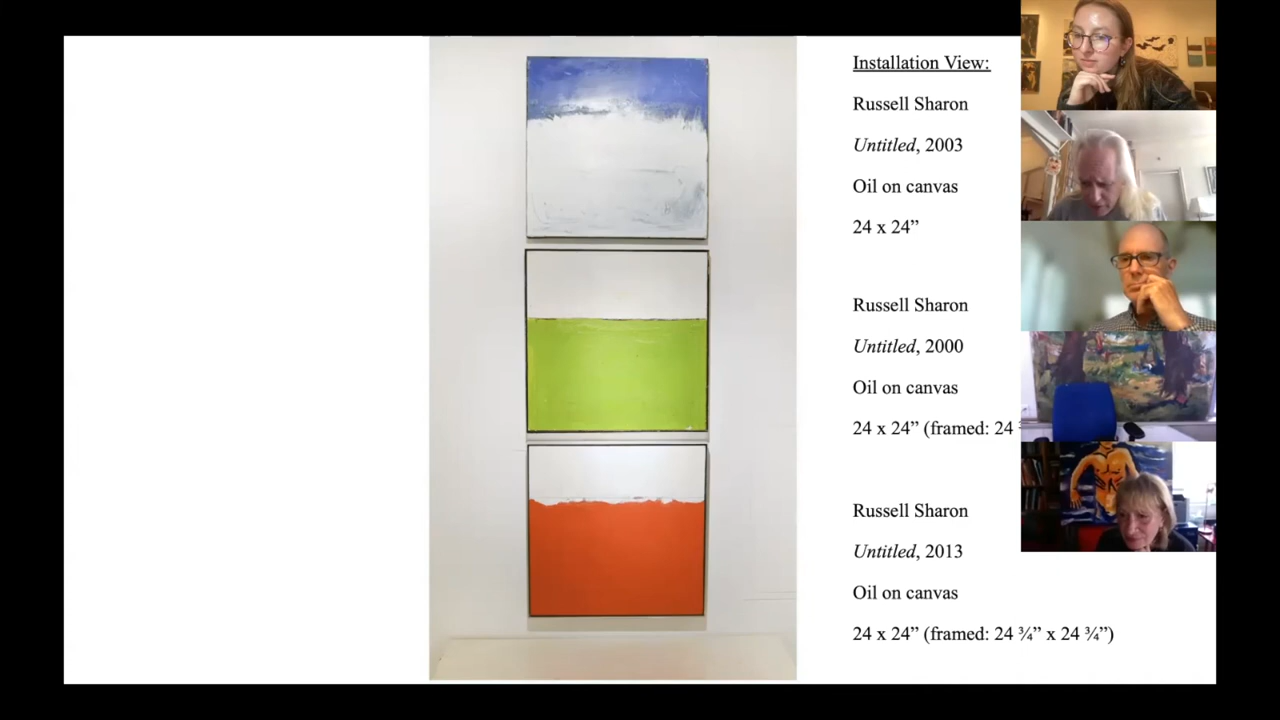 Installation View:
Russell Sharon
Untitled, 2003
Oil on canvas
24 x 24”
Russell Sharon
Untitled, 2000
Oil on canvas
24 x 24” (framed: 24
Russell Sharon
Untitled, 2013
Oil on canvas
24 x 24” (framed: 24 ¾” x 24 ¾”)